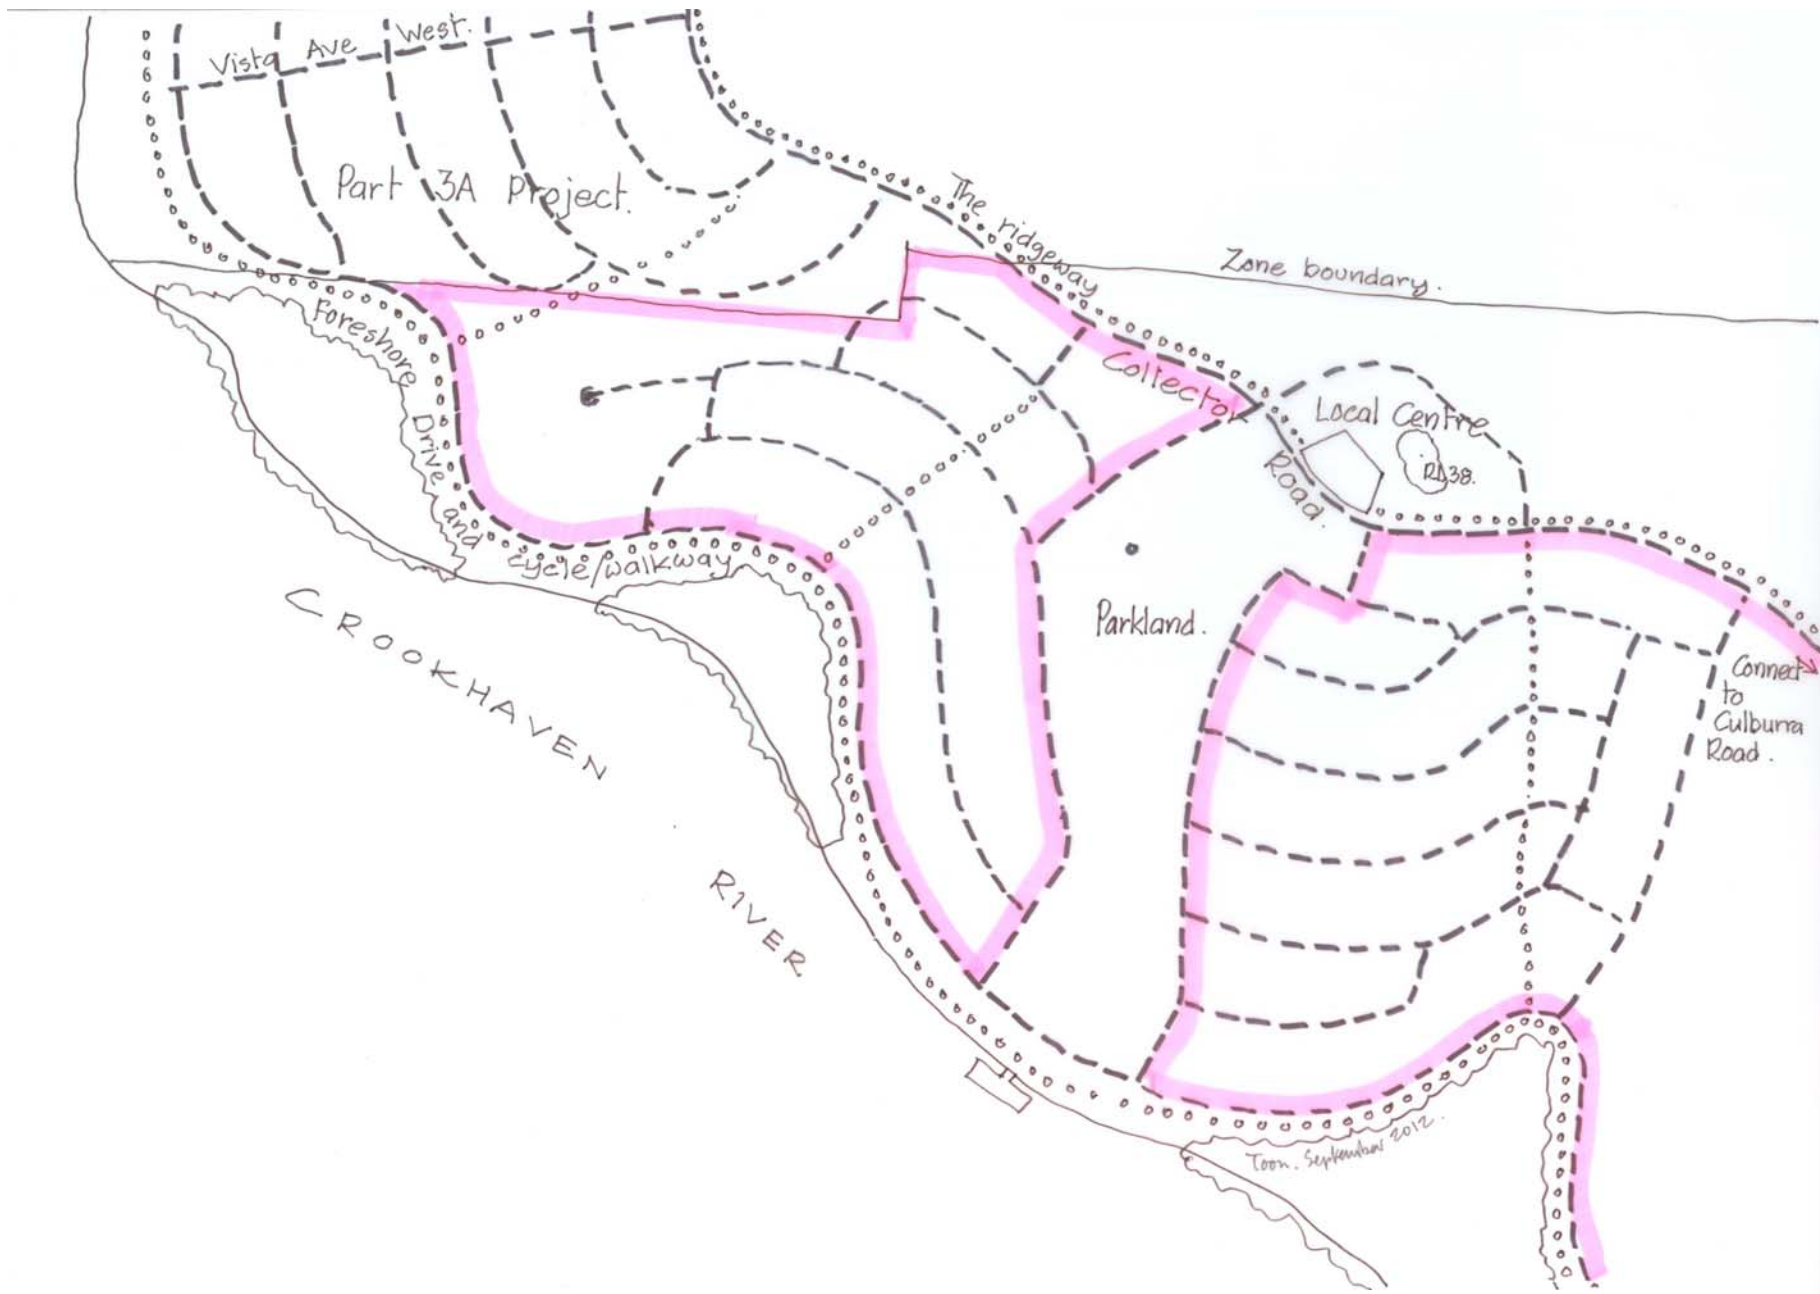 Vista Ave West.
Part 3A Project.
The ridgeway
Zone boundary.
Foreshore Drive and cycle/walkway
Collector Road.
Local Centre
RL38.
Parkland.
Connect
to
Culburra
Road.
CROOKHAVEN RIVER
Toon. September 2012.